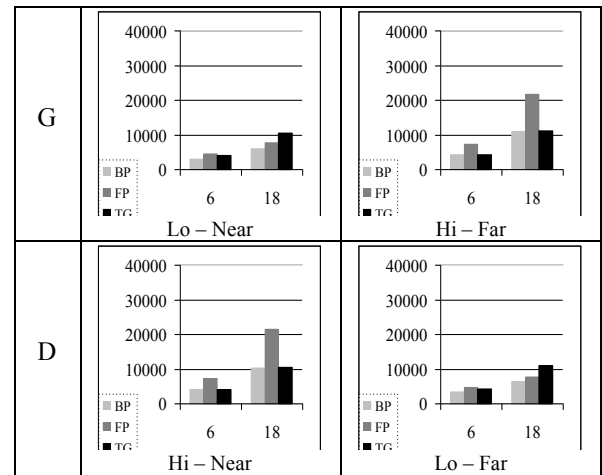 G
40000
30000
20000
10000
0
BP
FP
TG
6 18
Lo – Near
40000
30000
20000
10000
0
BP
FP
TG
6 18
Hi – Far
D
40000
30000
20000
10000
0
BP
FP
TG
6 18
Hi – Near
40000
30000
20000
10000
0
BP
FP
TG
6 18
Lo – Far